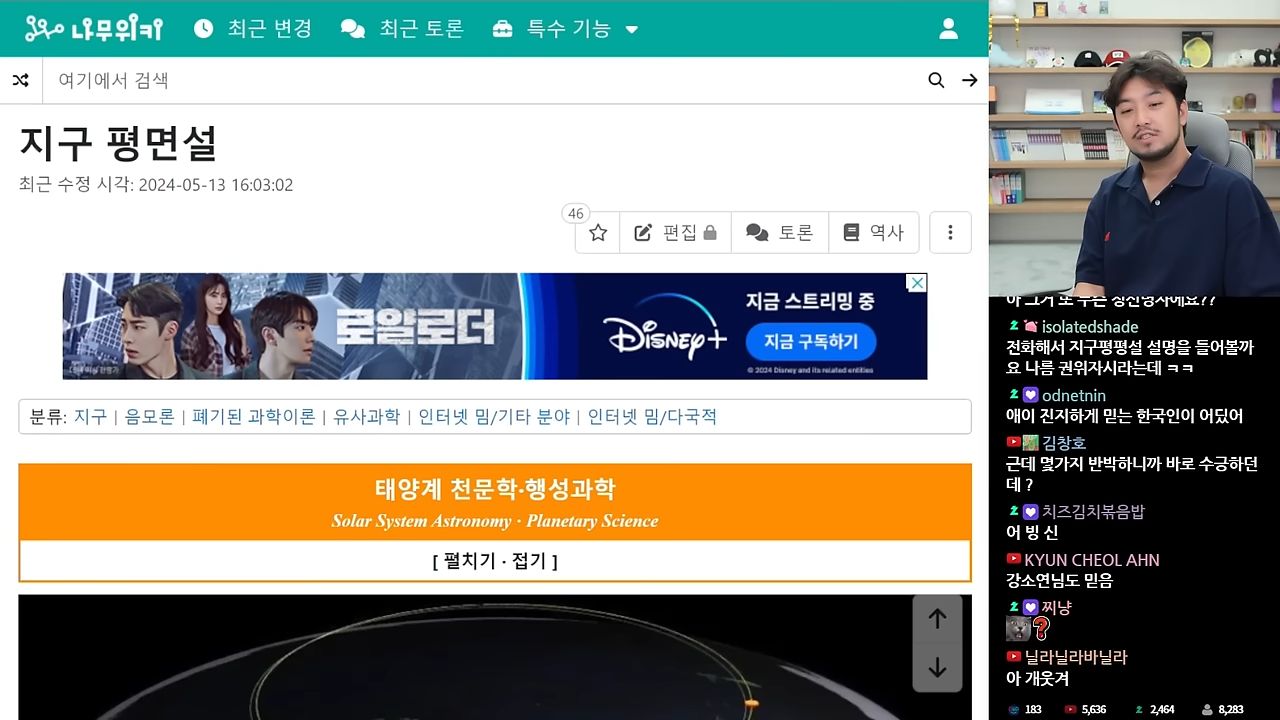 나무위키
최근 변경
최근 토론
특수 기능
여기에서 검색
지구 평면설
최근 수정 시각: 2024-05-13 16:03:02
46
편집
토론
역사
로얄로더
Disney+
지금 스트리밍 중
지금 구독하기
© 2024 Disney and its related entities
분류: 지구 | 음모론 | 폐기된 과학이론 | 유사과학 | 인터넷 밈/기타 분야 | 인터넷 밈/다국적
태양계 천문학·행성과학
Solar System Astronomy · Planetary Science
[ 펼치기 · 접기 ]
isolatedshade
전화해서 지구평평설 설명을 들어볼까
요 나름 권위자시라는데 ㅋㅋ
odnetnin
애이 진지하게 믿는 한국인이 어딨어
김창호
근데 몇가지 반박하니까 바로 수긍하던
데 ?
치즈김치볶음밥
어 빙 신
KYUN CHEOL AHN
강소연님도 믿음
찌냥
?
닐라닐라바닐라
아 개웃겨
183 5,636 2,464 8,283